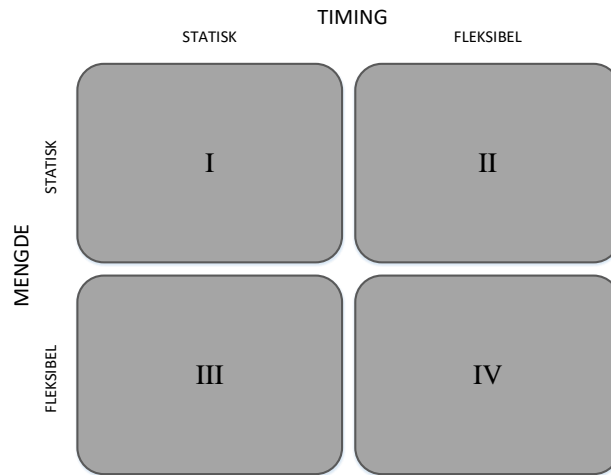 TIMING
STATISK
FLEKSIBEL
STATISK
I
II
MENGDE
FLEKSIBEL
III
IV